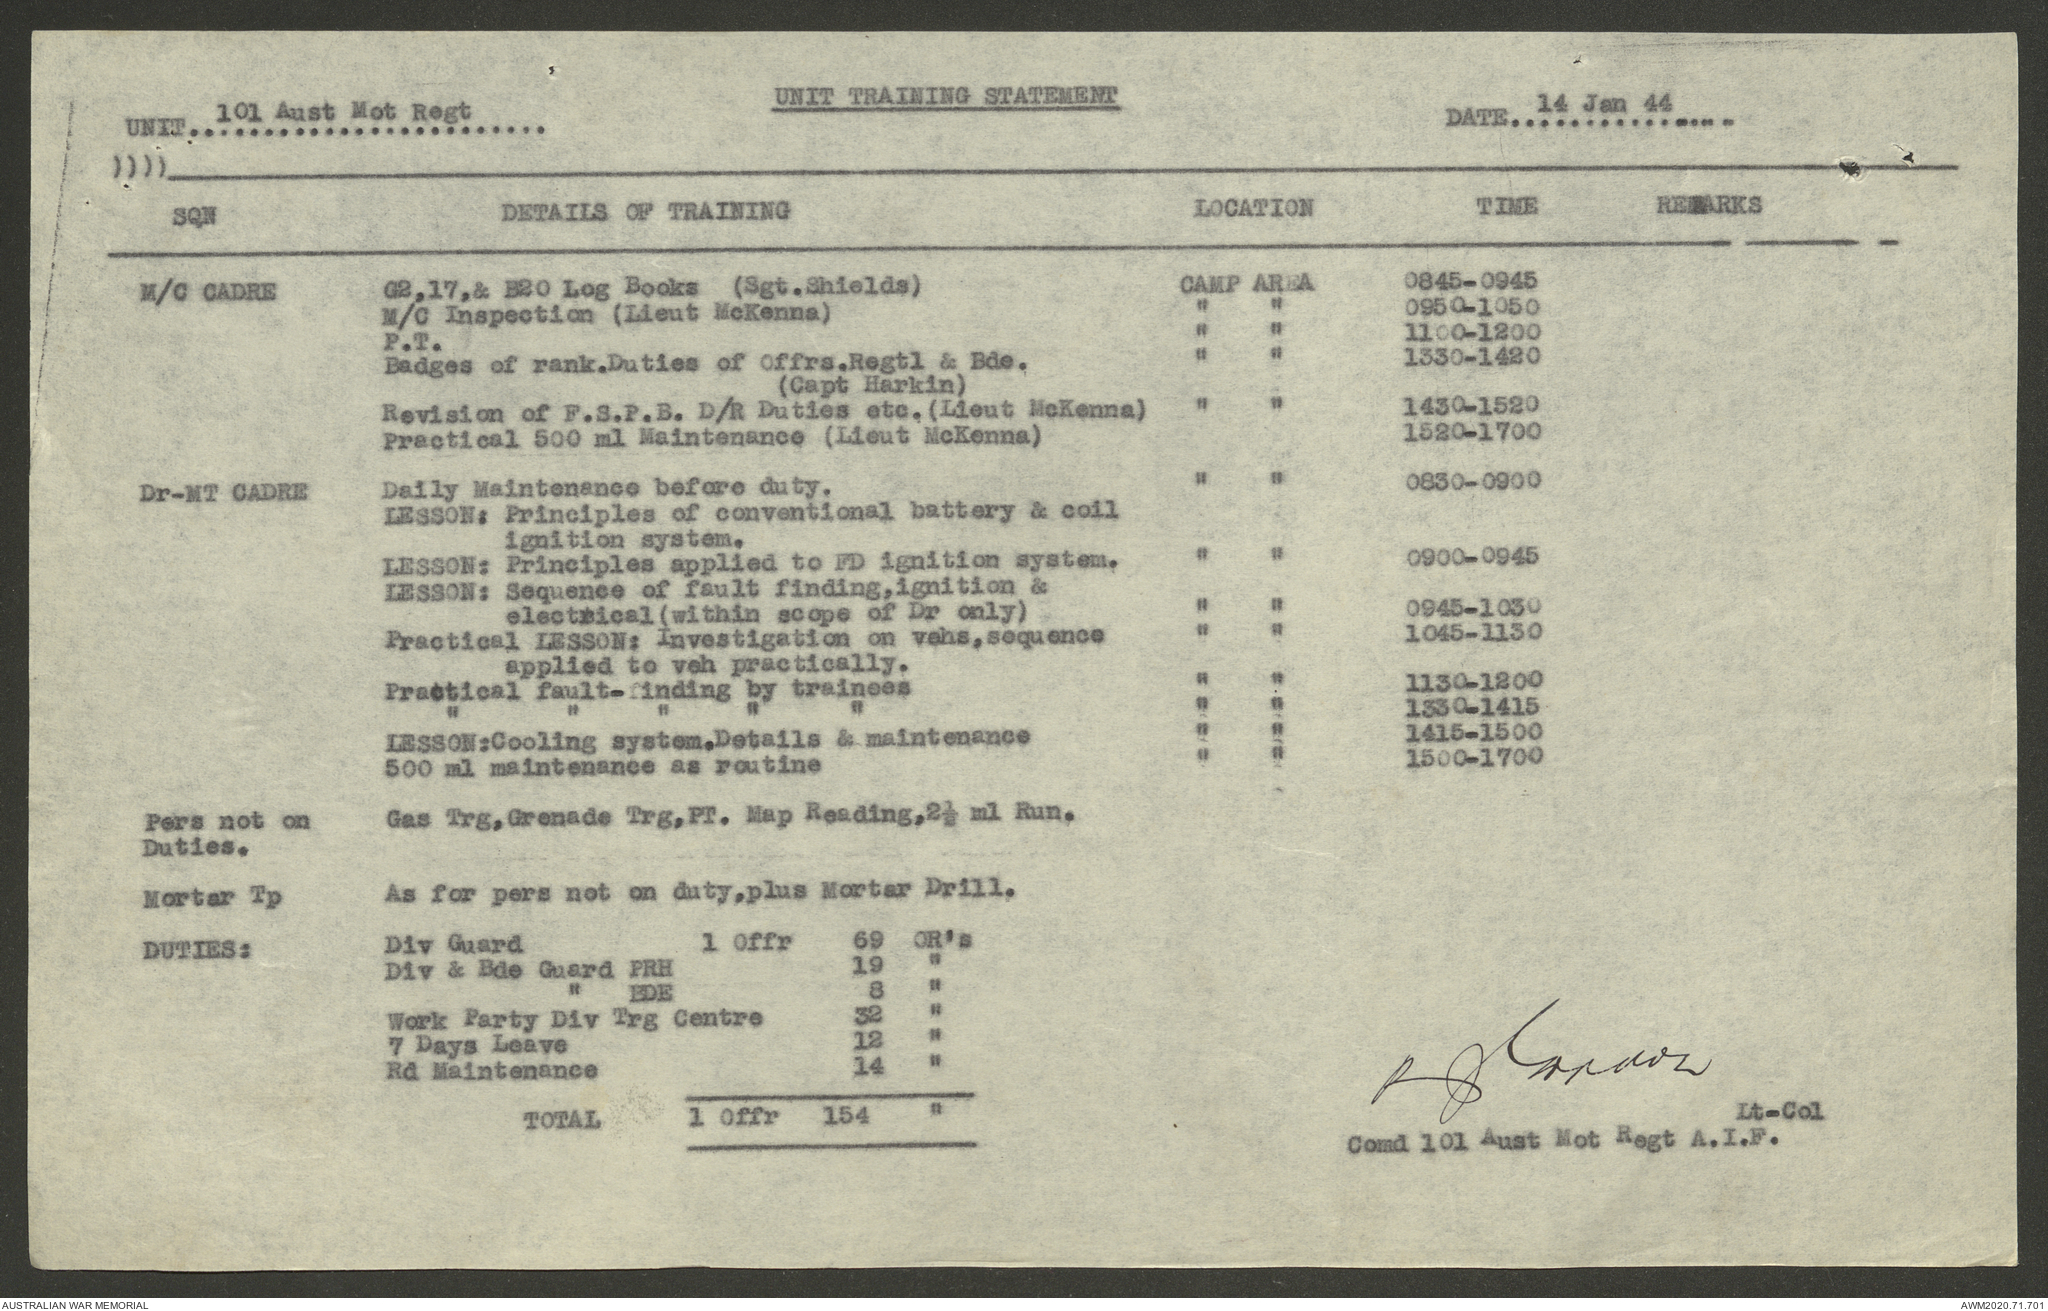 UNIT TRAINING STATEMENT
UNIT 101 Aust Mot Regt DATE 14 Jan 44
))))
SQN DETAILS OF TRAINING LOCATION TIME REMARKS
M/C CADRE G2,17,& B20 Log Books (Sgt.Shields) CAMP AREA 0845-0945
M/C Inspection (Lieut McKenna) " " 0950-1050
P.T. " " 1100-1200
Badges of rank.Duties of Offrs.Regtl & Bde. " " 1330-1420
(Capt Harkin)
Revision of F.S.P.B. D/R Duties etc.(Lieut McKenna) " " 1430-1520
Practical 500 ml Maintenance (Lieut McKenna) 1520-1700
Dr-MT CADRE Daily Maintenance before duty. " " 0830-0900
LESSON: Principles of conventional battery & coil
ignition system.
LESSON: Principles applied to FD ignition system. " " 0900-0945
LESSON: Sequence of fault finding,ignition &
electrical(within scope of Dr only) " " 0945-1030
Practical LESSON: Investigation on vehs,sequence " " 1045-1130
applied to veh practically.
Practical fault-finding by trainees " " 1130-1200
" " " " " " " 1330-1415
LESSON:Cooling system.Details & maintenance " " 1415-1500
500 ml maintenance as routine " " 1500-1700
Pers not on Gas Trg,Grenade Trg,PT. Map Reading,2½ ml Run.
Duties.
Mortar Tp As for pers not on duty,plus Mortar Drill.
DUTIES: Div Guard 1 Offr 69 OR's
Div & Bde Guard PRH 19 "
" BDE 8 "
Work Party Div Trg Centre 32 "
7 Days Leave 12 "
Rd Maintenance 14 "
TOTAL 1 Offr 154 "
Lt-Col
Comd 101 Aust Mot Regt A.I.F.
AUSTRALIAN WAR MEMORIAL AWM2020.71.701